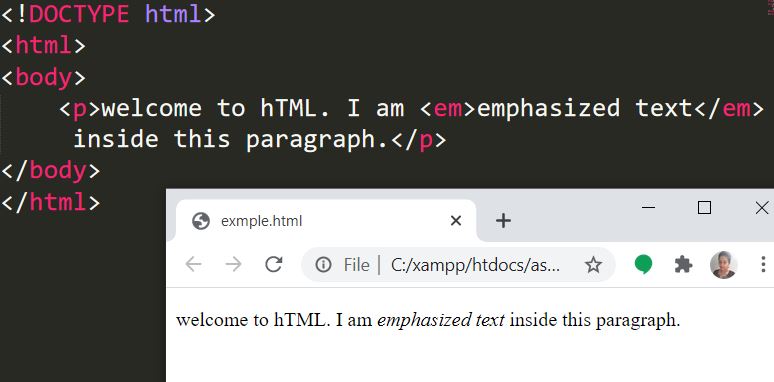 <!DOCTYPE html>
<html>
<body>
<p>welcome to hTML. I am <em>emphasized text</em>
inside this paragraph.</p>
</body>
</html>
exmple.html
File | C:/xampp/htdocs/as...
welcome to hTML. I am emphasized text inside this paragraph.